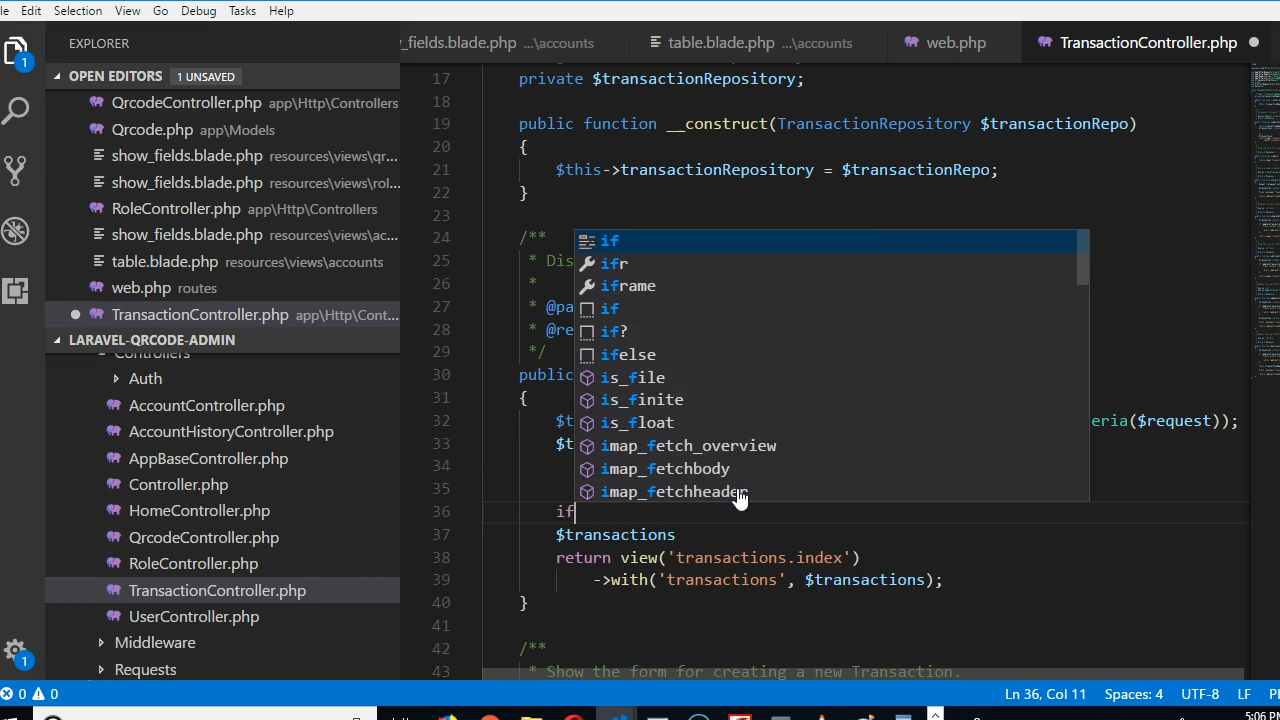 le Edit Selection View Go Debug Tasks Help
EXPLORER
_fields.blade.php ...\accounts
table.blade.php ...\accounts
web.php
TransactionController.php
1
OPEN EDITORS 1 UNSAVED
QrcodeController.php app\Http\Controllers
Qrcode.php app\Models
show_fields.blade.php resources\views\qr...
show_fields.blade.php resources\views\rol...
RoleController.php app\Http\Controllers
show_fields.blade.php resources\views\ac...
table.blade.php resources\views\accounts
web.php routes
TransactionController.php app\Http\Cont...
LARAVEL-QRCODE-ADMIN
Controllers
Auth
AccountController.php
AccountHistoryController.php
AppBaseController.php
Controller.php
HomeController.php
QrcodeController.php
RoleController.php
TransactionController.php
UserController.php
Middleware
Requests
1
17 private $transactionRepository;
18
19 public function __construct(TransactionRepository $transactionRepo)
20 {
21 $this->transactionRepository = $transactionRepo;
22 }
23
24 /**
25 * Dis
26 *
27 * @pa
28 * @re
29 */
30 public
31 {
32 $t eria($request));
33 $t
34
35
36 if
37 $transactions
38 return view('transactions.index')
39 ->with('transactions', $transactions);
40 }
41
42 /**
43 * Show the form for creating a new Transaction.
if
ifr
iframe
if
if?
ifelse
is_file
is_finite
is_float
imap_fetch_overview
imap_fetchbody
imap_fetchheader
0 0
Ln 36, Col 11 Spaces: 4 UTF-8 LF
5:06 PM